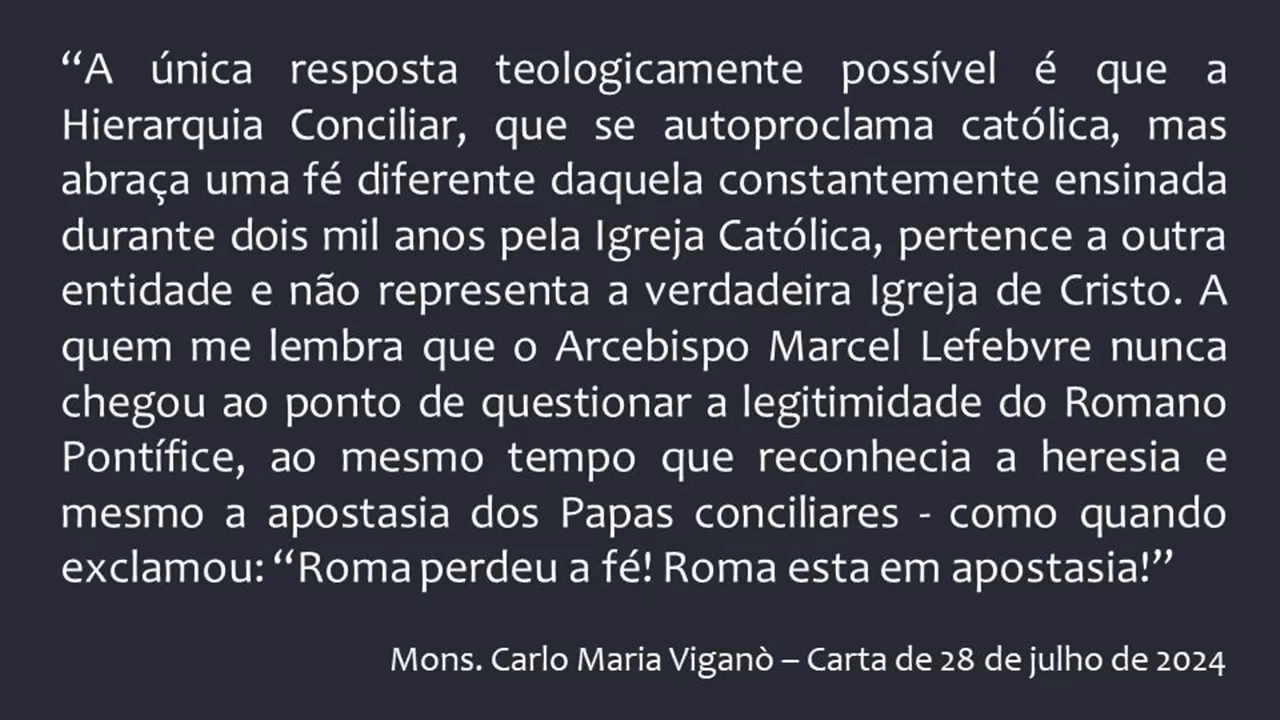 “A única resposta teologicamente possível é que a
Hierarquia Conciliar, que se autoproclama católica, mas
abraça uma fé diferente daquela constantemente ensinada
durante dois mil anos pela Igreja Católica, pertence a outra
entidade e não representa a verdadeira Igreja de Cristo. A
quem me lembra que o Arcebispo Marcel Lefebvre nunca
chegou ao ponto de questionar a legitimidade do Romano
Pontífice, ao mesmo tempo que reconhecia a heresia e
mesmo a apostasia dos Papas conciliares - como quando
exclamou: “Roma perdeu a fé! Roma esta em apostasia!”
Mons. Carlo Maria Viganò – Carta de 28 de julho de 2024